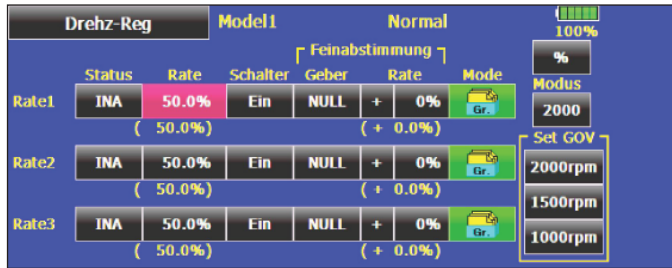 Drehz-Reg Model1 Normal 100%
Feinabstimmung %
Status Rate Schalter Geber Rate Mode Modus
Rate1 INA 50.0% Ein NULL + 0% Gr. 2000
( 50.0%) ( + 0.0%) Set GOV
Rate2 INA 50.0% Ein NULL + 0% Gr. 2000rpm
( 50.0%) ( + 0.0%) 1500rpm
Rate3 INA 50.0% Ein NULL + 0% Gr. 1000rpm
( 50.0%) ( + 0.0%)